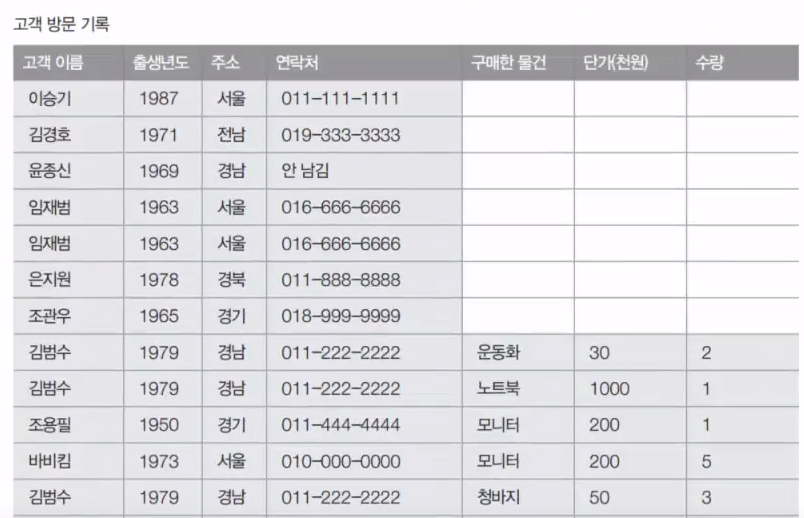 고객 방문 기록
고객 이름 출생년도 주소 연락처 구매한 물건 단가(천원) 수량
이승기 1987 서울 011-111-1111
김경호 1971 전남 019-333-3333
윤종신 1969 경남 안 남김
임재범 1963 서울 016-666-6666
임재범 1963 서울 016-666-6666
은지원 1978 경북 011-888-8888
조관우 1965 경기 018-999-9999
김범수 1979 경남 011-222-2222 운동화 30 2
김범수 1979 경남 011-222-2222 노트북 1000 1
조용필 1950 경기 011-444-4444 모니터 200 1
바비킴 1973 서울 010-000-0000 모니터 200 5
김범수 1979 경남 011-222-2222 청바지 50 3